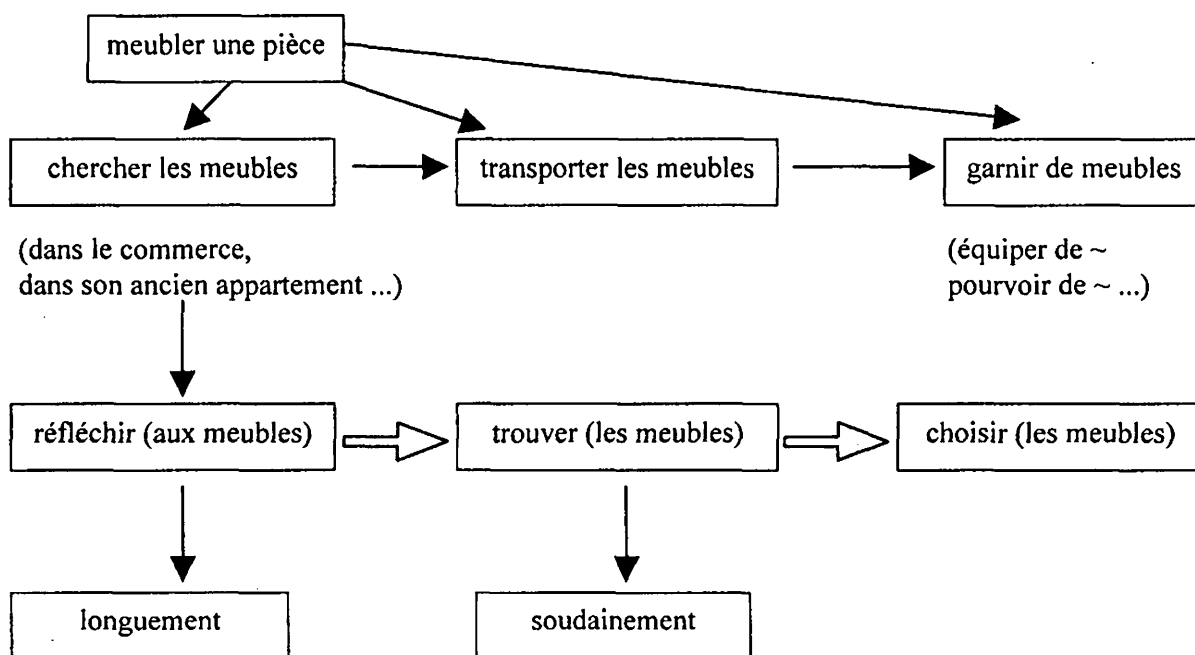 meubler une pièce
chercher les meubles
transporter les meubles
garnir de meubles
(dans le commerce,
dans son ancien appartement ...)
(équiper de ~
pourvoir de ~ ...)
réfléchir (aux meubles)
trouver (les meubles)
choisir (les meubles)
longuement
soudainement